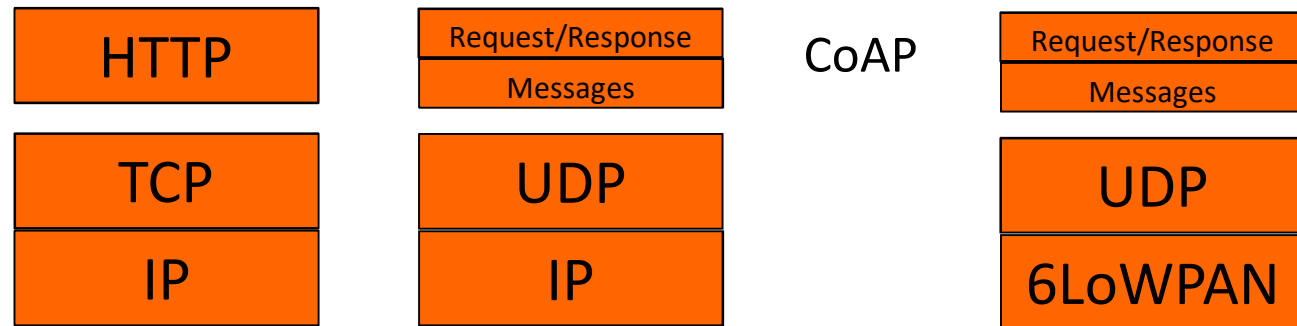 HTTP
TCP
IP
Request/Response
Messages
UDP
IP
CoAP
Request/Response
Messages
UDP
6LoWPAN